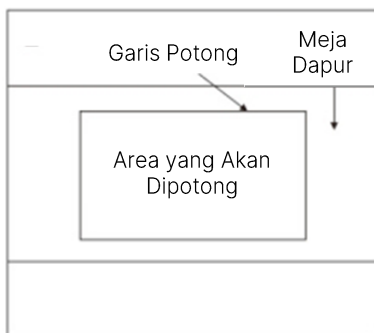 Garis Potong
Meja
Dapur
Area yang Akan
Dipotong